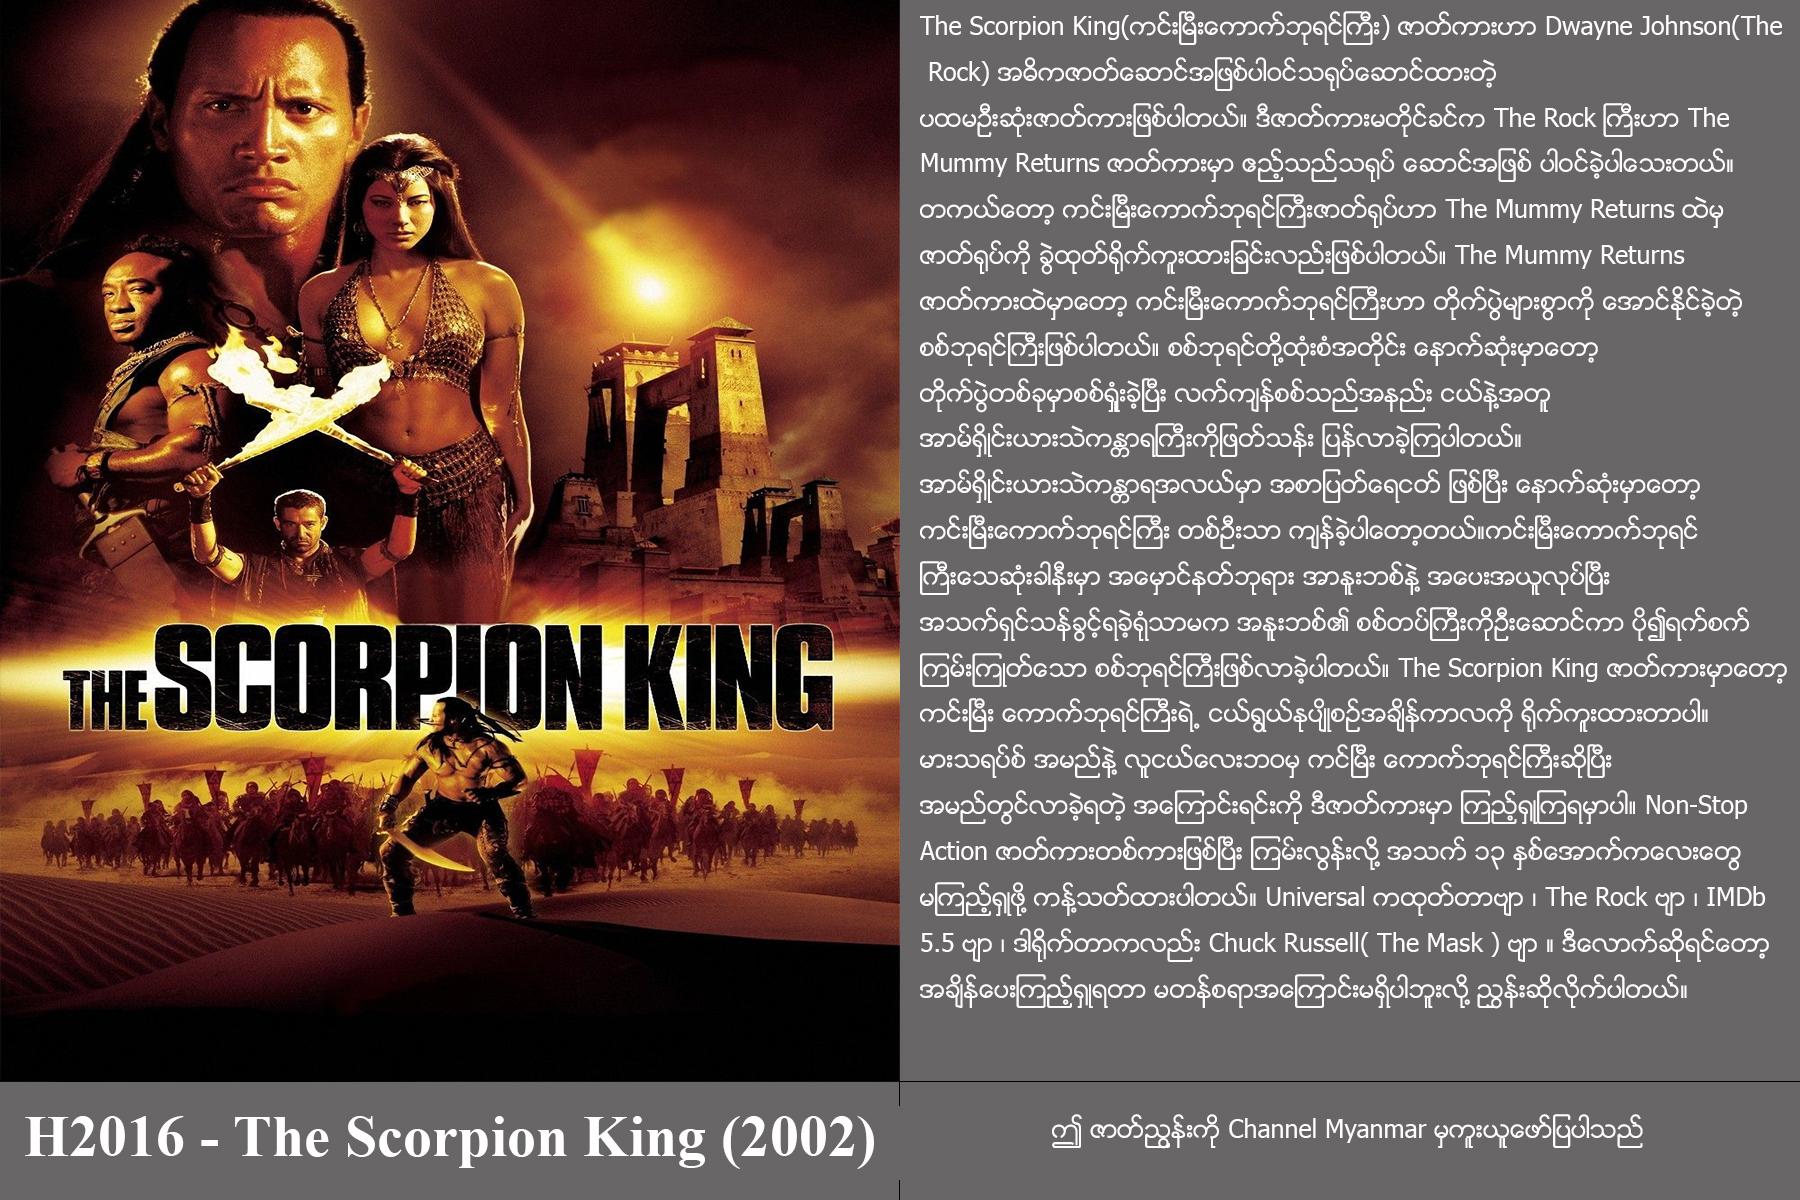 THE SCORPION KING
H2016 - The Scorpion King (2002)
The Scorpion King(ကင်းမြီးကောက်ဘုရင်ကြီး) ဇာတ်ကားဟာ Dwayne Johnson(The
Rock) အဓိကဇာတ်ဆောင်အဖြစ်ပါဝင်သရုပ်ဆောင်ထားတဲ့
ပထမဦးဆုံးဇာတ်ကားဖြစ်ပါတယ်။ ဒီဇာတ်ကားမတိုင်ခင်က The Rock ကြီးဟာ The
Mummy Returns ဇာတ်ကားမှာ ဧည့်သည်သရုပ် ဆောင်အဖြစ် ပါဝင်ခဲ့ပါသေးတယ်။
တကယ်တော့ ကင်းမြီးကောက်ဘုရင်ကြီးဇာတ်ရုပ်ဟာ The Mummy Returns ထဲမှ
ဇာတ်ရုပ်ကို ခွဲထုတ်ရိုက်ကူးထားခြင်းလည်းဖြစ်ပါတယ်။ The Mummy Returns
ဇာတ်ကားထဲမှာတော့ ကင်းမြီးကောက်ဘုရင်ကြီးဟာ တိုက်ပွဲများစွာကို အောင်နိုင်ခဲ့တဲ့
စစ်ဘုရင်ကြီးဖြစ်ပါတယ်။ စစ်ဘုရင်တို့ထုံးစံအတိုင်း နောက်ဆုံးမှာတော့
တိုက်ပွဲတစ်ခုမှာစစ်ရှုံးခဲ့ပြီး လက်ကျန်စစ်သည်အနည်း ငယ်နဲ့အတူ
အာမ်ရှိုင်းယားသဲကန္တာရကြီးကိုဖြတ်သန်း ပြန်လာခဲ့ကြပါတယ်။
အာမ်ရှိုင်းယားသဲကန္တာရအလယ်မှာ အစာပြတ်ရေငတ် ဖြစ်ပြီး နောက်ဆုံးမှာတော့
ကင်းမြီးကောက်ဘုရင်ကြီး တစ်ဦးသာ ကျန်ခဲ့ပါတော့တယ်။ကင်းမြီးကောက်ဘုရင်
ကြီးသေဆုံးခါနီးမှာ အမှောင်နတ်ဘုရား အာနူးဘစ်နဲ့ အပေးအယူလုပ်ပြီး
အသက်ရှင်သန်ခွင့်ရခဲ့ရုံသာမက အနူးဘစ်၏ စစ်တပ်ကြီးကိုဦးဆောင်ကာ ပို၍ရက်စက်
ကြမ်းကြုတ်သော စစ်ဘုရင်ကြီးဖြစ်လာခဲ့ပါတယ်။ The Scorpion King ဇာတ်ကားမှာတော့
ကင်းမြီး ကောက်ဘုရင်ကြီးရဲ့ ငယ်ရွယ်နုပျိုစဉ်အချိန်ကာလကို ရိုက်ကူးထားတာပါ။
မားသရပ်စ် အမည်နဲ့ လူငယ်လေးဘဝမှ ကင်မြီး ကောက်ဘုရင်ကြီးဆိုပြီး
အမည်တွင်လာခဲ့ရတဲ့ အကြောင်းရင်းကို ဒီဇာတ်ကားမှာ ကြည့်ရှုကြရမှာပါ။ Non-Stop
Action ဇာတ်ကားတစ်ကားဖြစ်ပြီး ကြမ်းလွန်းလို့ အသက် ၁၃ နှစ်အောက်ကလေးတွေ
မကြည့်ရှုဖို့ ကန့်သတ်ထားပါတယ်။ Universal ကထုတ်တာဗျာ ၊ The Rock ဗျာ ၊ IMDb
5.5 ဗျာ ၊ ဒါရိုက်တာကလည်း Chuck Russell( The Mask ) ဗျာ ။ ဒီလောက်ဆိုရင်တော့
အချိန်ပေးကြည့်ရှုရတာ မတန်စရာအကြောင်းမရှိပါဘူးလို့ ညွှန်းဆိုလိုက်ပါတယ်။
ဤ ဇာတ်ညွှန်းကို Channel Myanmar မှကူးယူဖော်ပြပါသည်